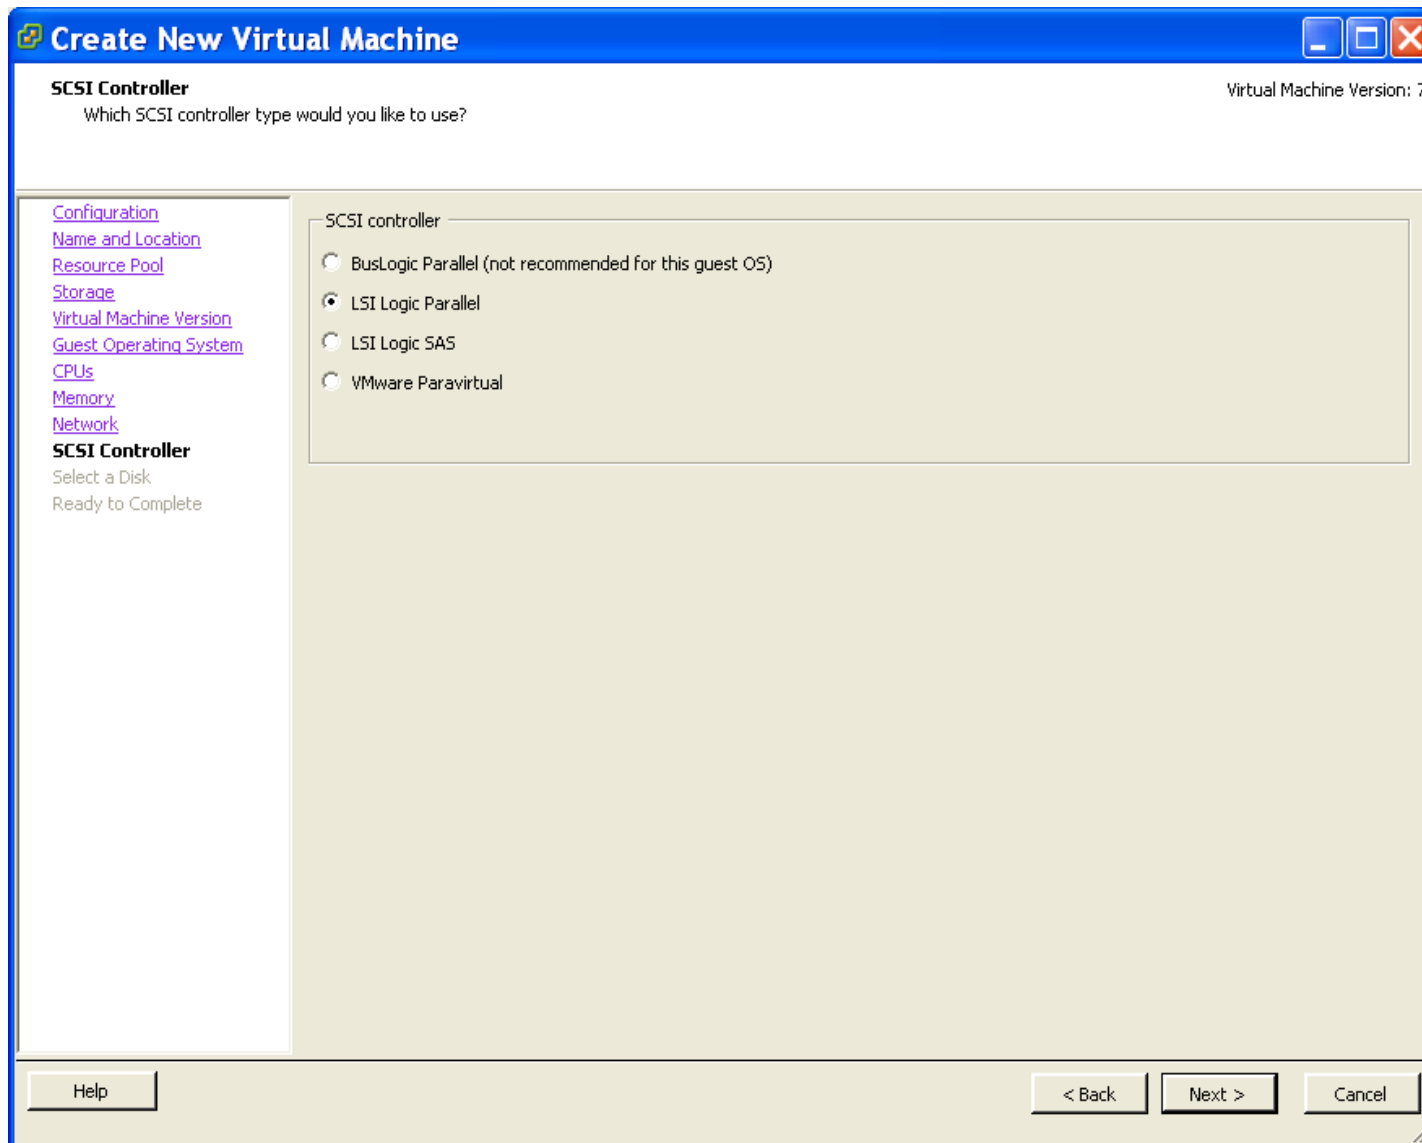 Create New Virtual Machine
SCSI Controller
Virtual Machine Version: 7
Which SCSI controller type would you like to use?
Configuration
Name and Location
Resource Pool
Storage
Virtual Machine Version
Guest Operating System
CPUs
Memory
Network
SCSI Controller
Select a Disk
Ready to Complete
SCSI controller
BusLogic Parallel (not recommended for this guest OS)
LSI Logic Parallel
LSI Logic SAS
VMware Paravirtual
Help
< Back
Next >
Cancel